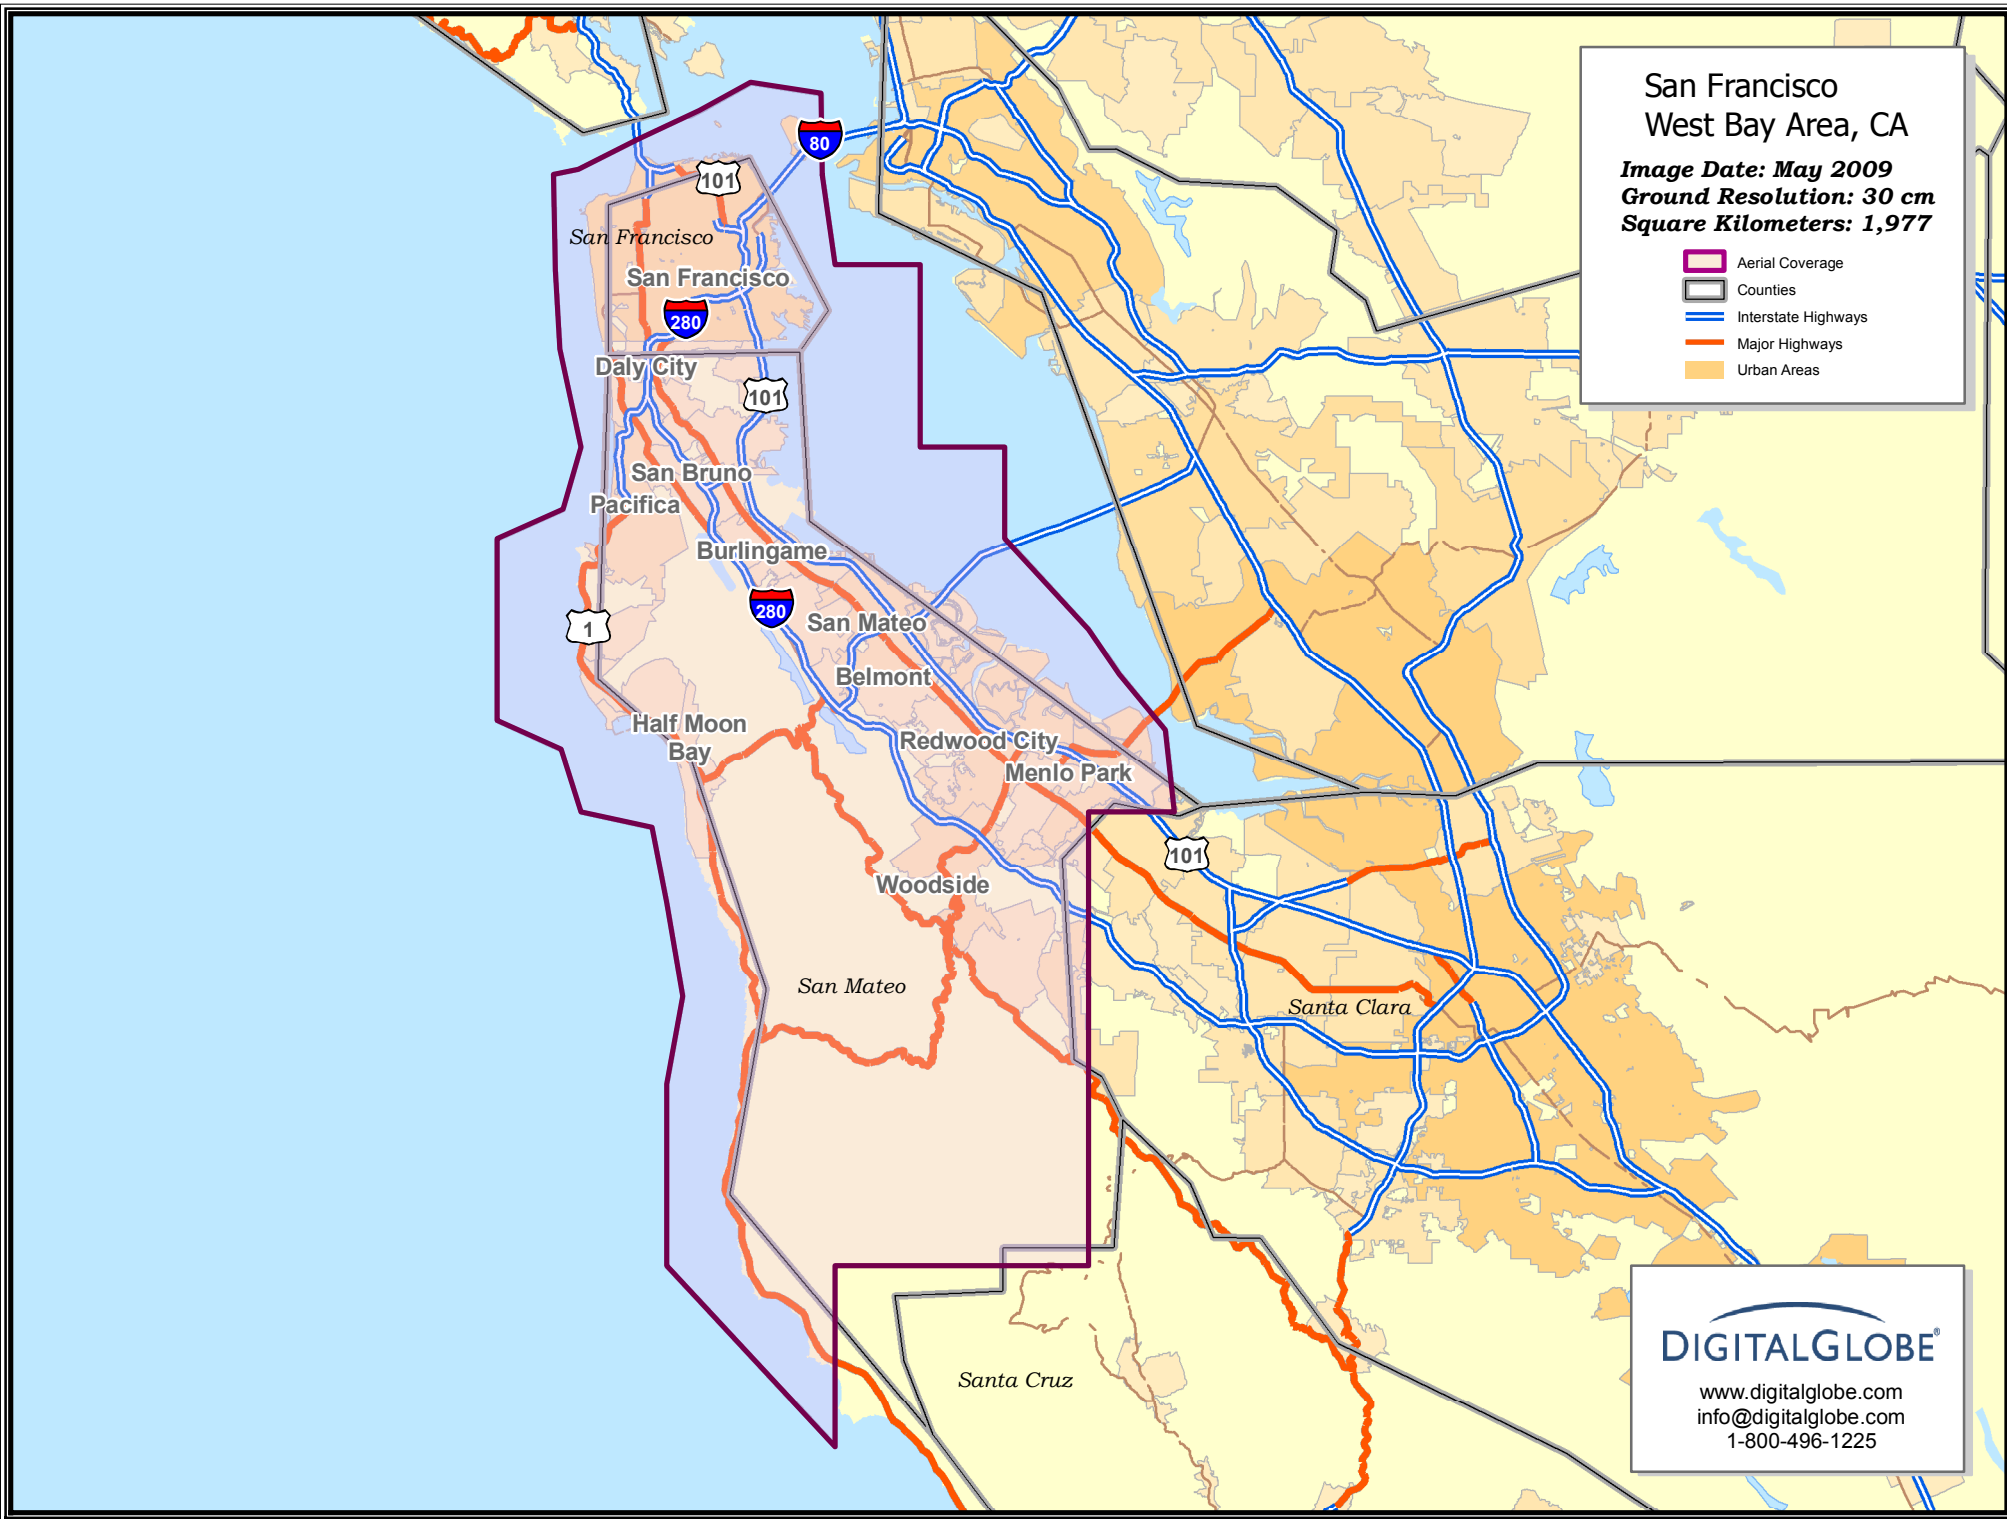 San Francisco
West Bay Area, CA
Image Date: May 2009
Ground Resolution: 30 cm
Square Kilometers: 1,977
Aerial Coverage
Counties
Interstate Highways
Major Highways
Urban Areas
80
101
San Francisco
San Francisco
280
Daly City
101
San Bruno
Pacifica
Burlingame
280
1
San Mateo
Belmont
Half Moon
Bay
Redwood City
Menlo Park
101
Woodside
San Mateo
Santa Clara
Santa Cruz
DIGITALGLOBE®
www.digitalglobe.com
info@digitalglobe.com
1-800-496-1225